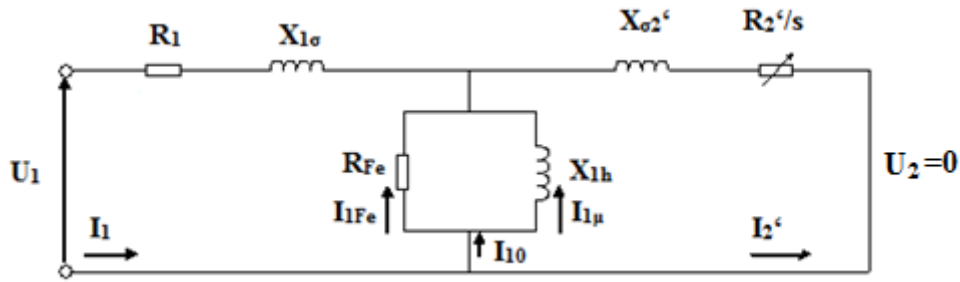 R₁
X₁σ
Xσ₂‘
R₂‘/s
U₁
RFe
X₁h
U₂=0
I₁Fe
I₁μ
I₁
I₁₀
I₂‘